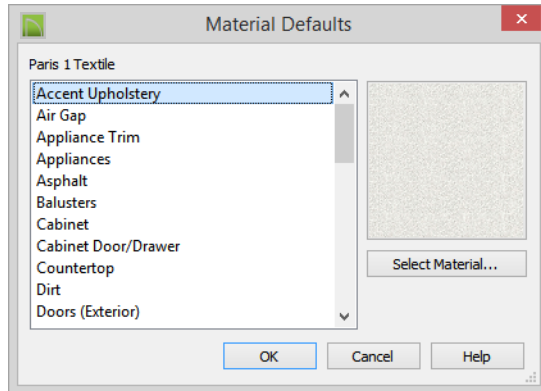 Material Defaults
Paris 1 Textile
Accent Upholstery
Air Gap
Appliance Trim
Appliances
Asphalt
Balusters
Cabinet
Cabinet Door/Drawer
Countertop
Dirt
Doors (Exterior)
Select Material...
OK
Cancel
Help